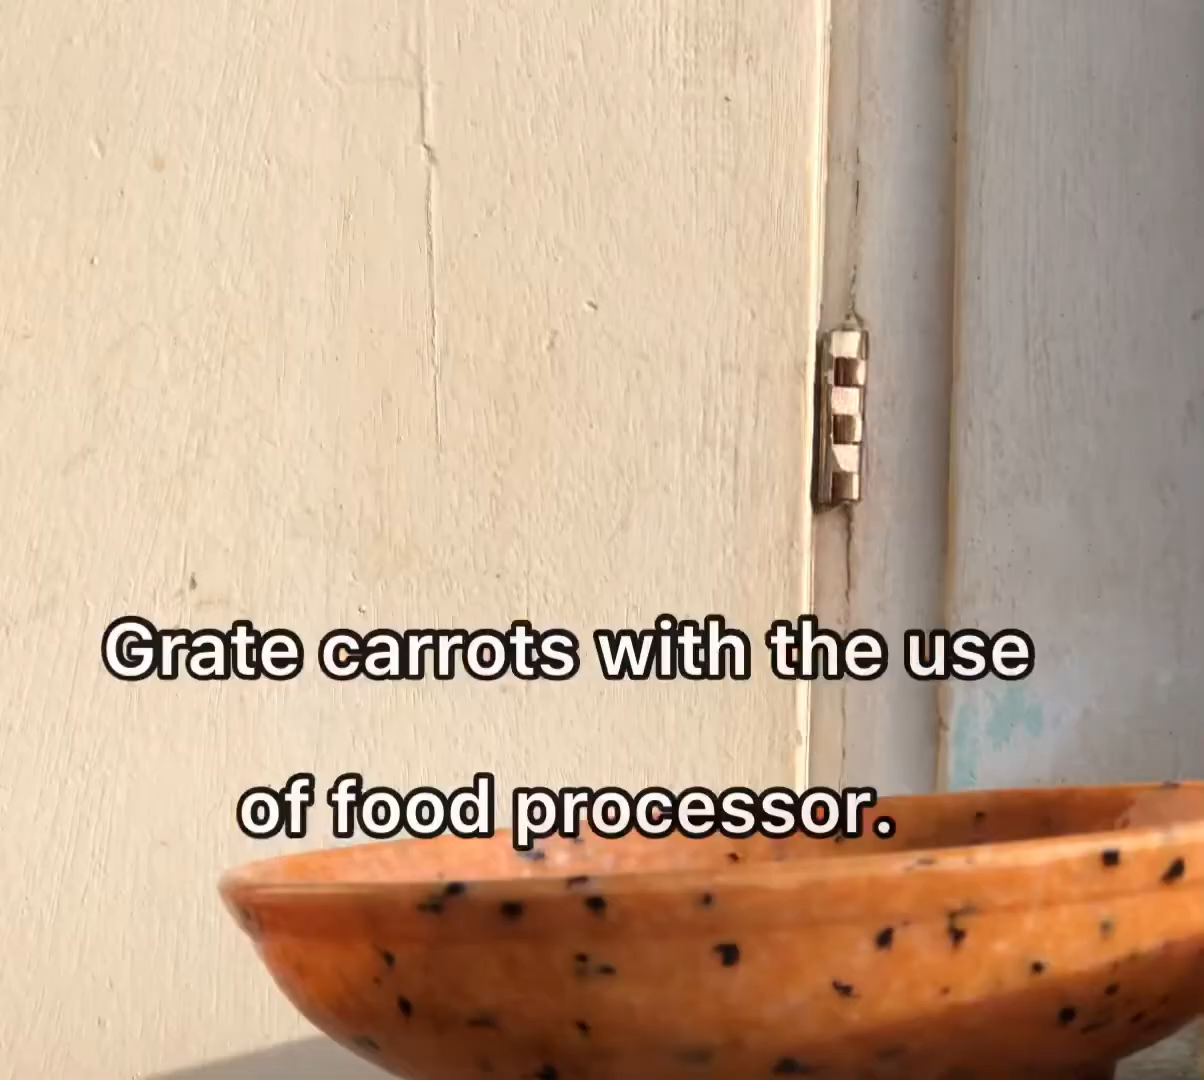 Grate carrots with the use
of food processor.